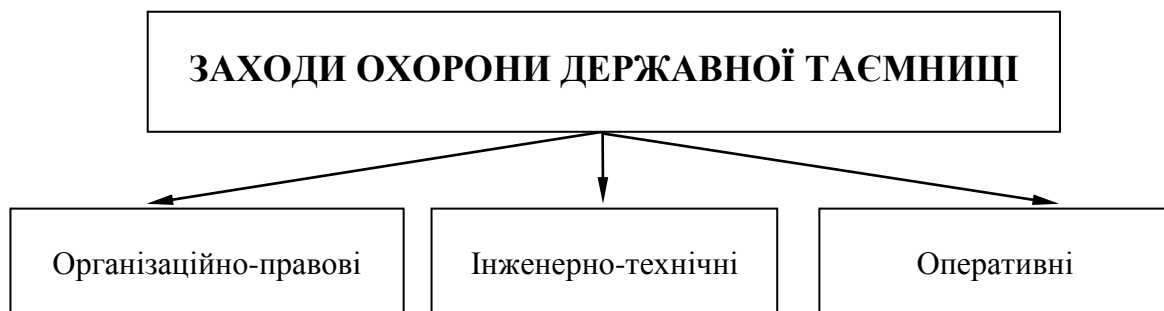 ЗАХОДИ ОХОРОНИ ДЕРЖАВНОЇ ТАЄМНИЦІ
Організаційно-правові
Інженерно-технічні
Оперативні